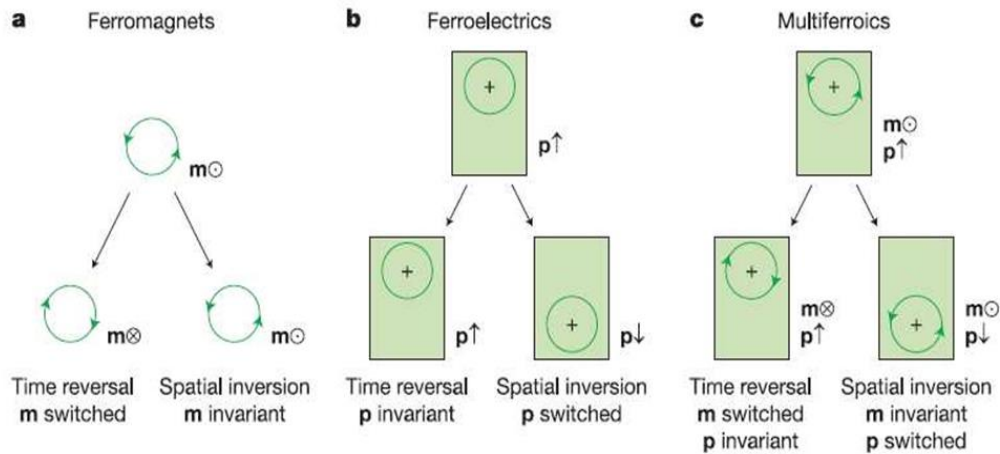 a Ferromagnets
m⊙
m⊗
m⊙
Time reversal
m switched
Spatial inversion
m invariant
b Ferroelectrics
+
p↑
+
p↑
+
p↓
Time reversal
p invariant
Spatial inversion
p switched
c Multiferroics
+
m⊙
p↑
+
m⊗
p↑
+
m⊙
p↓
Time reversal
m switched
p invariant
Spatial inversion
m invariant
p switched